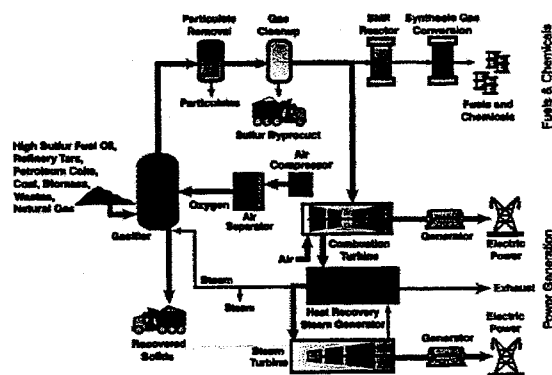 Particulate
Removal
Gas
Cleanup
SMR
Reactor
Synthesis Gas
Conversion
Particulates
Sulfur Byproduct
Fuels and
Chemicals
Fuels & Chemicals
High Sulfur Fuel Oil,
Refinery Tars,
Petroleum Coke,
Coal, Biomass,
Wastes,
Natural Gas
Gasifier
Oxygen
Air
Separator
Air
Compressor
Air
Combustion
Turbine
Generator
Electric
Power
Steam
Steam
Heat Recovery
Steam Generator
Exhaust
Recovered
Solids
Steam
Turbine
Generator
Electric
Power
Power Generation